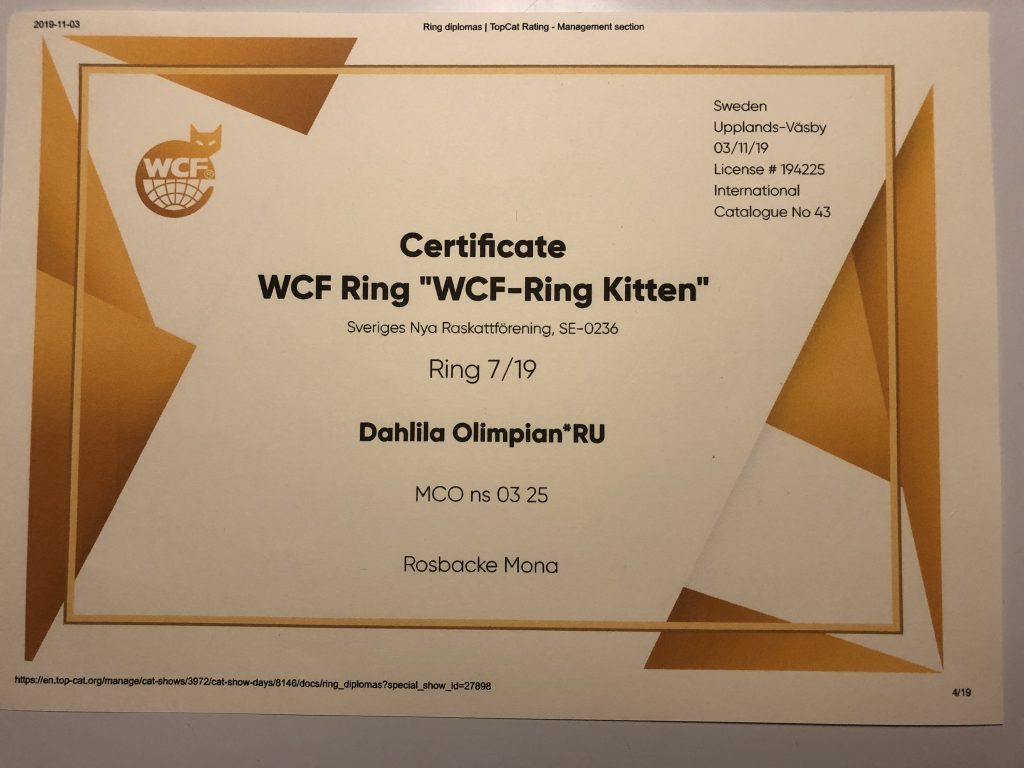 2019-11-03
Ring diplomas | TopCat Rating - Management section
WCF®
Sweden
Upplands-Väsby
03/11/19
License # 194225
International
Catalogue No 43
Certificate
WCF Ring "WCF-Ring Kitten"
Sveriges Nya Raskattförening, SE-0236
Ring 7/19
Dahlila Olimpian*RU
MCO ns 03 25
Rosbacke Mona
https://en.top-cat.org/manage/cat-shows/3972/cat-show-days/8146/docs/ring_diplomas?special_show_id=27898
4/19